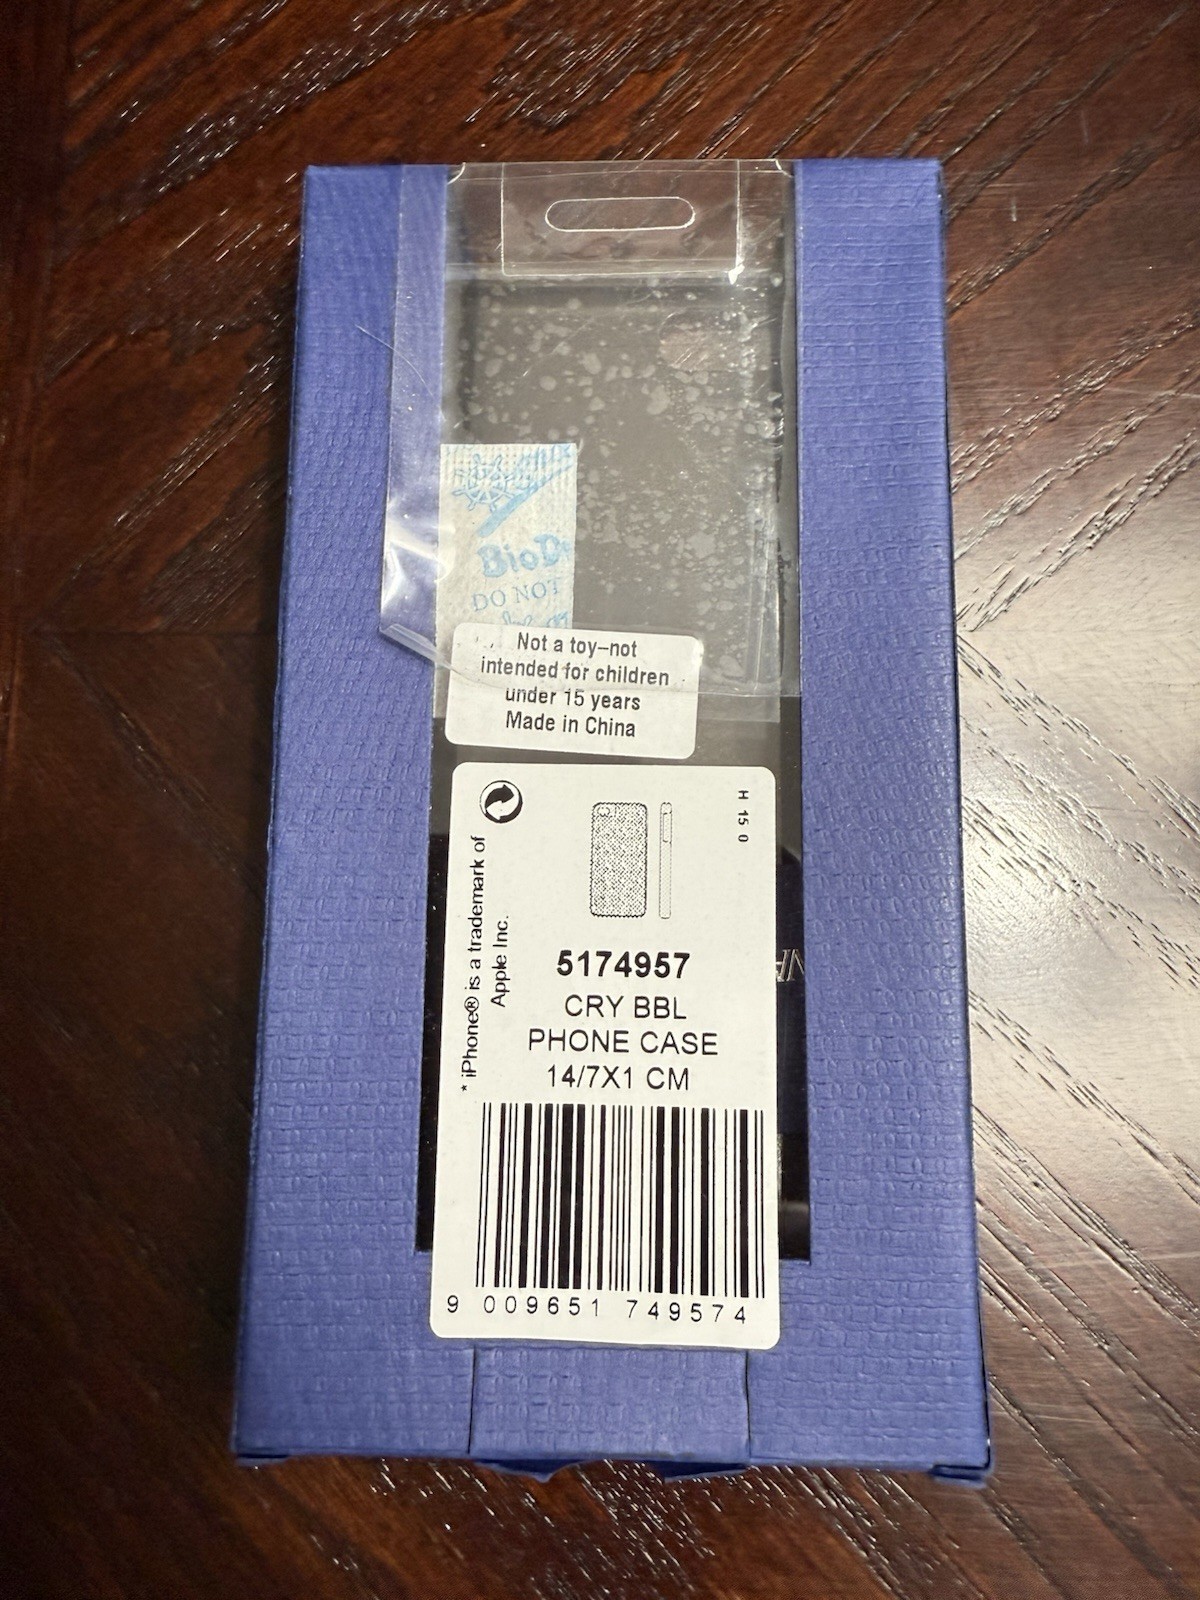 DO NOT
Not a toy–not
intended for children
under 15 years
Made in China
H 15 0
* iPhone® is a trademark of
Apple Inc.
5174957
CRY BBL
PHONE CASE
14/7X1 CM
9 009651 749574